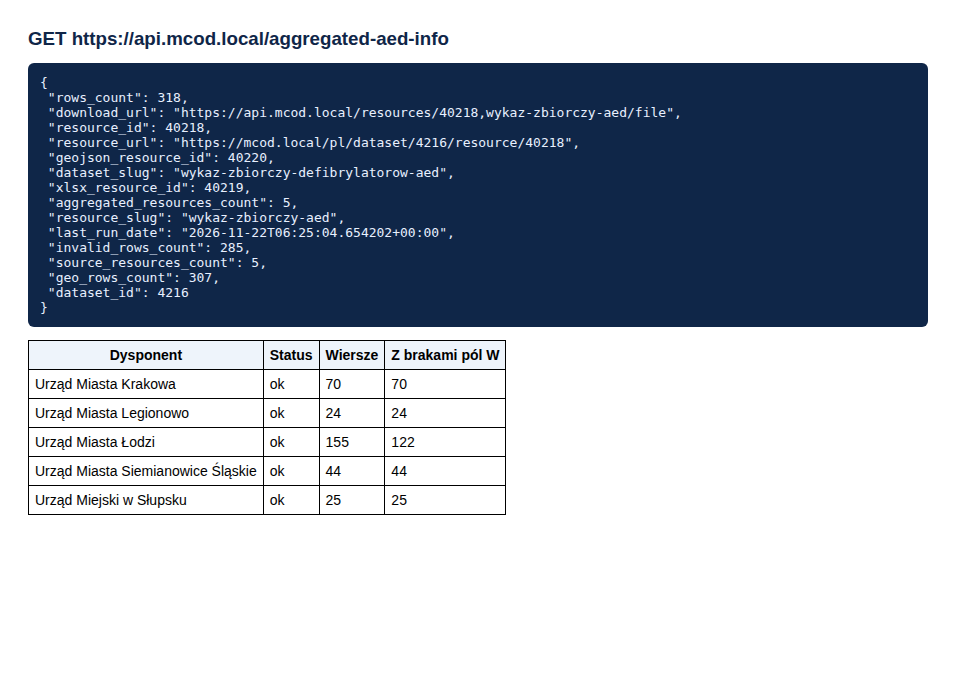 GET https://api.mcod.local/aggregated-aed-info
{
"rows_count": 318,
"download_url": "https://api.mcod.local/resources/40218,wykaz-zbiorczy-aed/file",
"resource_id": 40218,
"resource_url": "https://mcod.local/pl/dataset/4216/resource/40218",
"geojson_resource_id": 40220,
"dataset_slug": "wykaz-zbiorczy-defibrylatorow-aed",
"xlsx_resource_id": 40219,
"aggregated_resources_count": 5,
"resource_slug": "wykaz-zbiorczy-aed",
"last_run_date": "2026-11-22T06:25:04.654202+00:00",
"invalid_rows_count": 285,
"source_resources_count": 5,
"geo_rows_count": 307,
"dataset_id": 4216
}
Dysponent Status Wiersze Z brakami pól W
Urząd Miasta Krakowa ok 70 70
Urząd Miasta Legionowo ok 24 24
Urząd Miasta Łodzi ok 155 122
Urząd Miasta Siemianowice Śląskie ok 44 44
Urząd Miejski w Słupsku ok 25 25